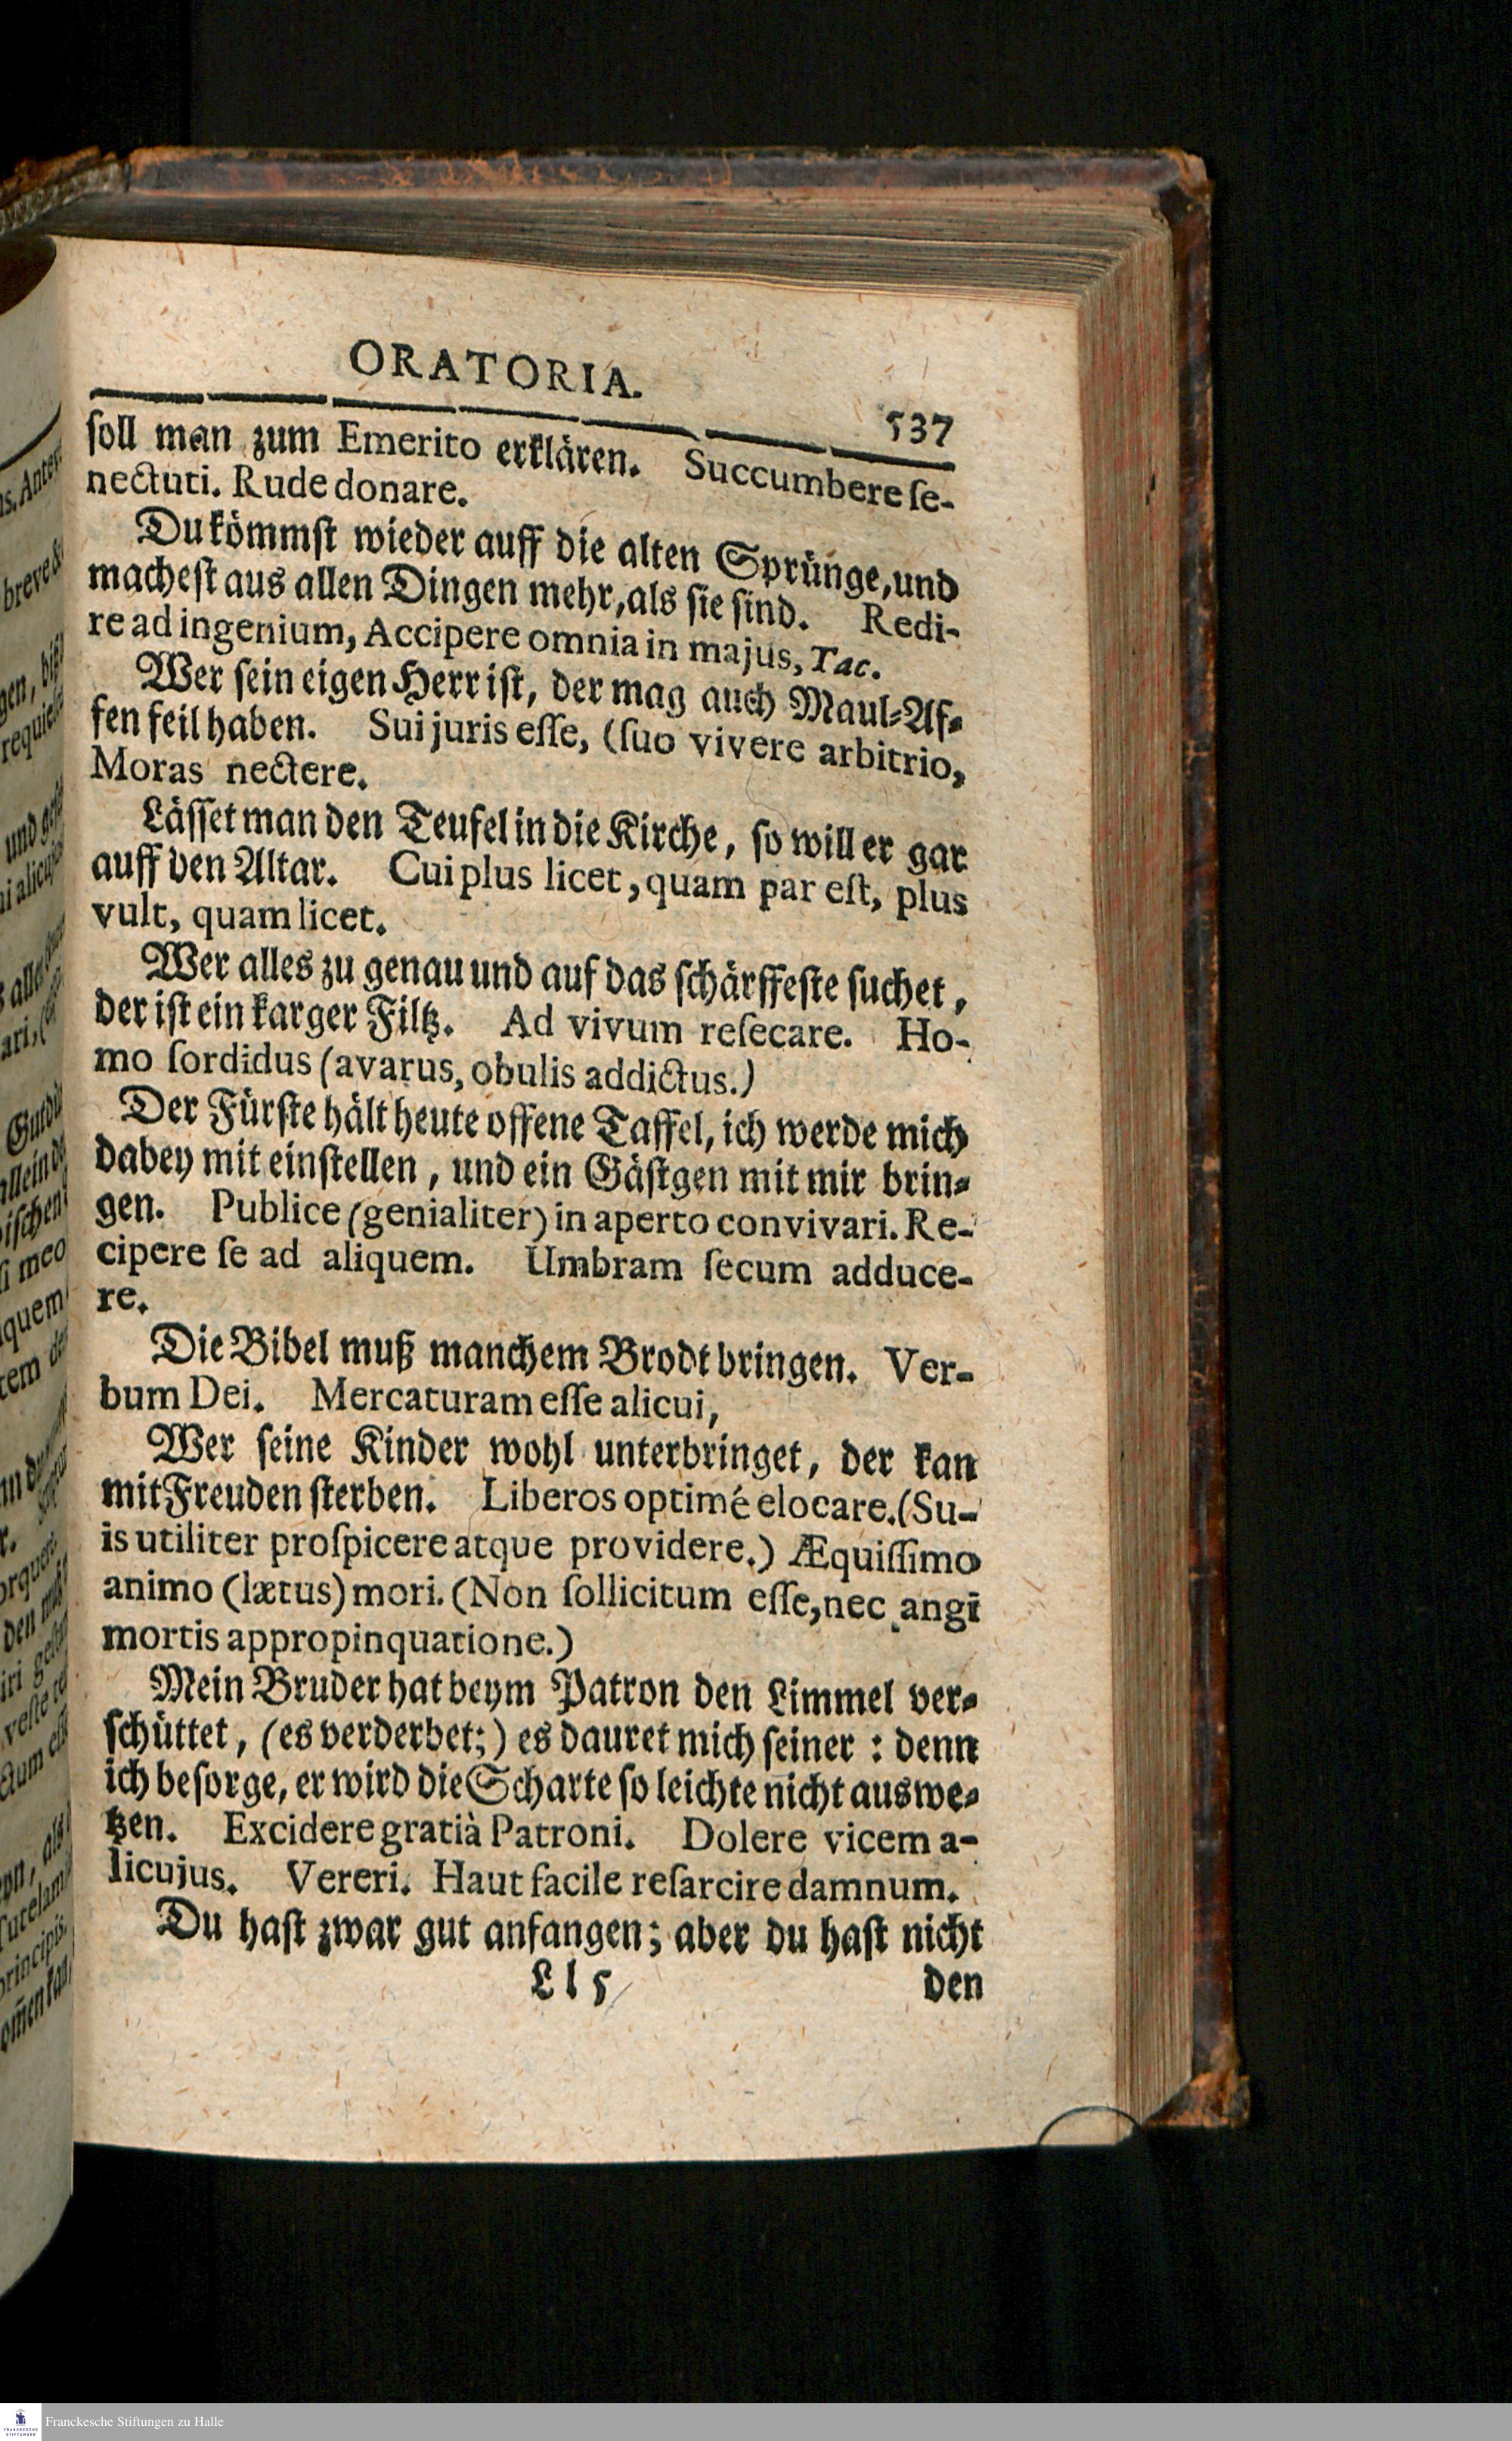 ORATORIA.
537
soll man zum Emerito erklären. Succumbere se-
nectuti. Rude donare.
Du kömmst wieder auff die alten Sprünge, und
machest aus allen Dingen mehr, als sie sind. Redi-
re ad ingenium, Accipere omnia in majus, Tac.
Wer sein eigen Herr ist, der mag auch Maul-Af-
fen feil haben. Sui juris esse, (suo vivere arbitrio,
Moras nectere.
Lässet man den Teufel in die Kirche, so will er gar
auff den Altar. Cui plus licet, quam par est, plus
vult, quam licet.
Wer alles zu genau und auf das schärffeste suchet,
der ist ein karger Filtz. Ad vivum resecare. Ho-
mo sordidus (avarus, obulis addictus.)
Der Fürste hält heute offene Taffel, ich werde mich
dabey mit einstellen, und ein Gästgen mit mir brin-
gen. Publice (genialiter) in aperto convivari. Re-
cipere se ad aliquem. Umbram secum adduce-
re.
Die Bibel muß manchem Brodt bringen. Ver-
bum Dei. Mercaturam esse alicui,
Wer seine Kinder wohl unterbringet, der kan
mit Freuden sterben. Liberos optimé elocare. (Su-
is utiliter prospicere atque providere.) Æquissimo
animo (lætus) mori. (Non sollicitum esse, nec angi
mortis appropinquatione.)
Mein Bruder hat beym Patron den Limmel ver-
schüttet, (es verderbet;) es dauret mich seiner: denn
ich besorge, er wird die Scharte so leichte nicht auswe-
tzen. Excidere gratià Patroni. Dolere vicem a-
licujus. Vereri. Haut facile resarcire damnum.
Du hast zwar gut anfangen; aber du hast nicht
Ll 5
den
Franckesche Stiftungen zu Halle